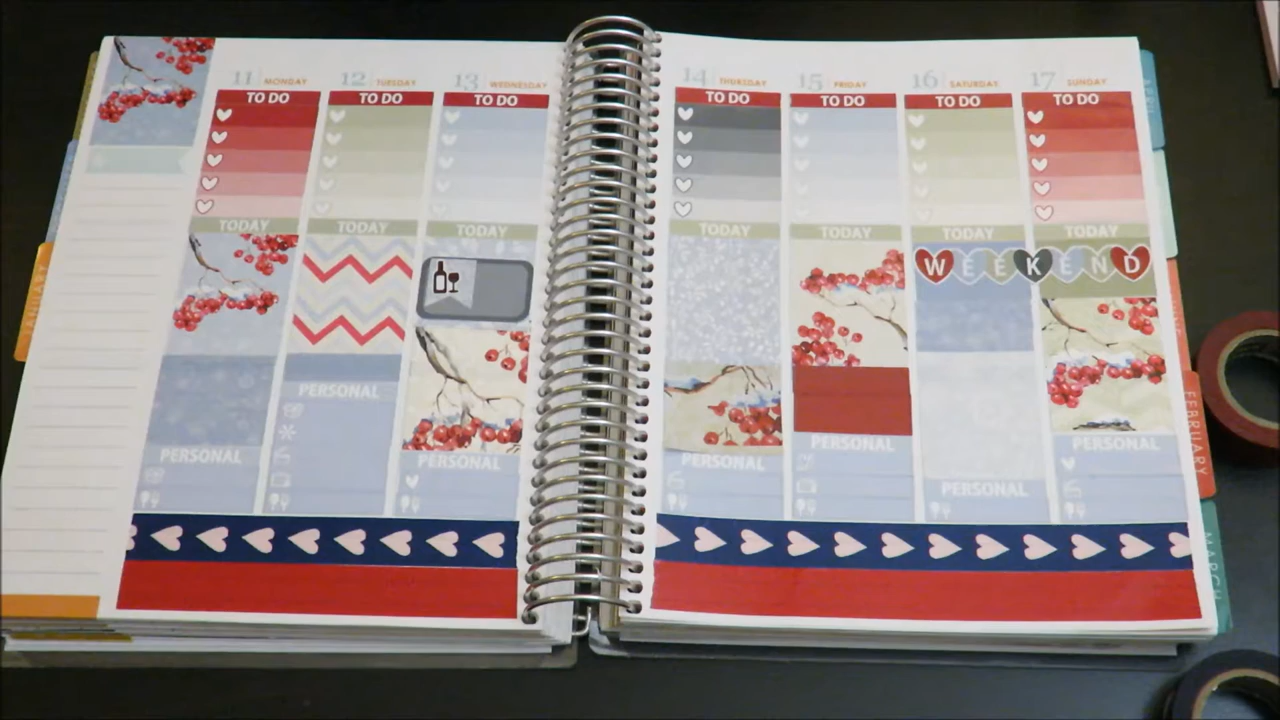 11 MONDAY
12 TUESDAY
13 WEDNESDAY
14 THURSDAY
15 FRIDAY
16 SATURDAY
17 SUNDAY
TO DO
TO DO
TO DO
TO DO
TO DO
TO DO
TO DO
TODAY
TODAY
TODAY
TODAY
TODAY
TODAY
TODAY
WEEKEND
PERSONAL
PERSONAL
PERSONAL
PERSONAL
PERSONAL
PERSONAL
PERSONAL
JANUARY
FEBRUARY
MARCH